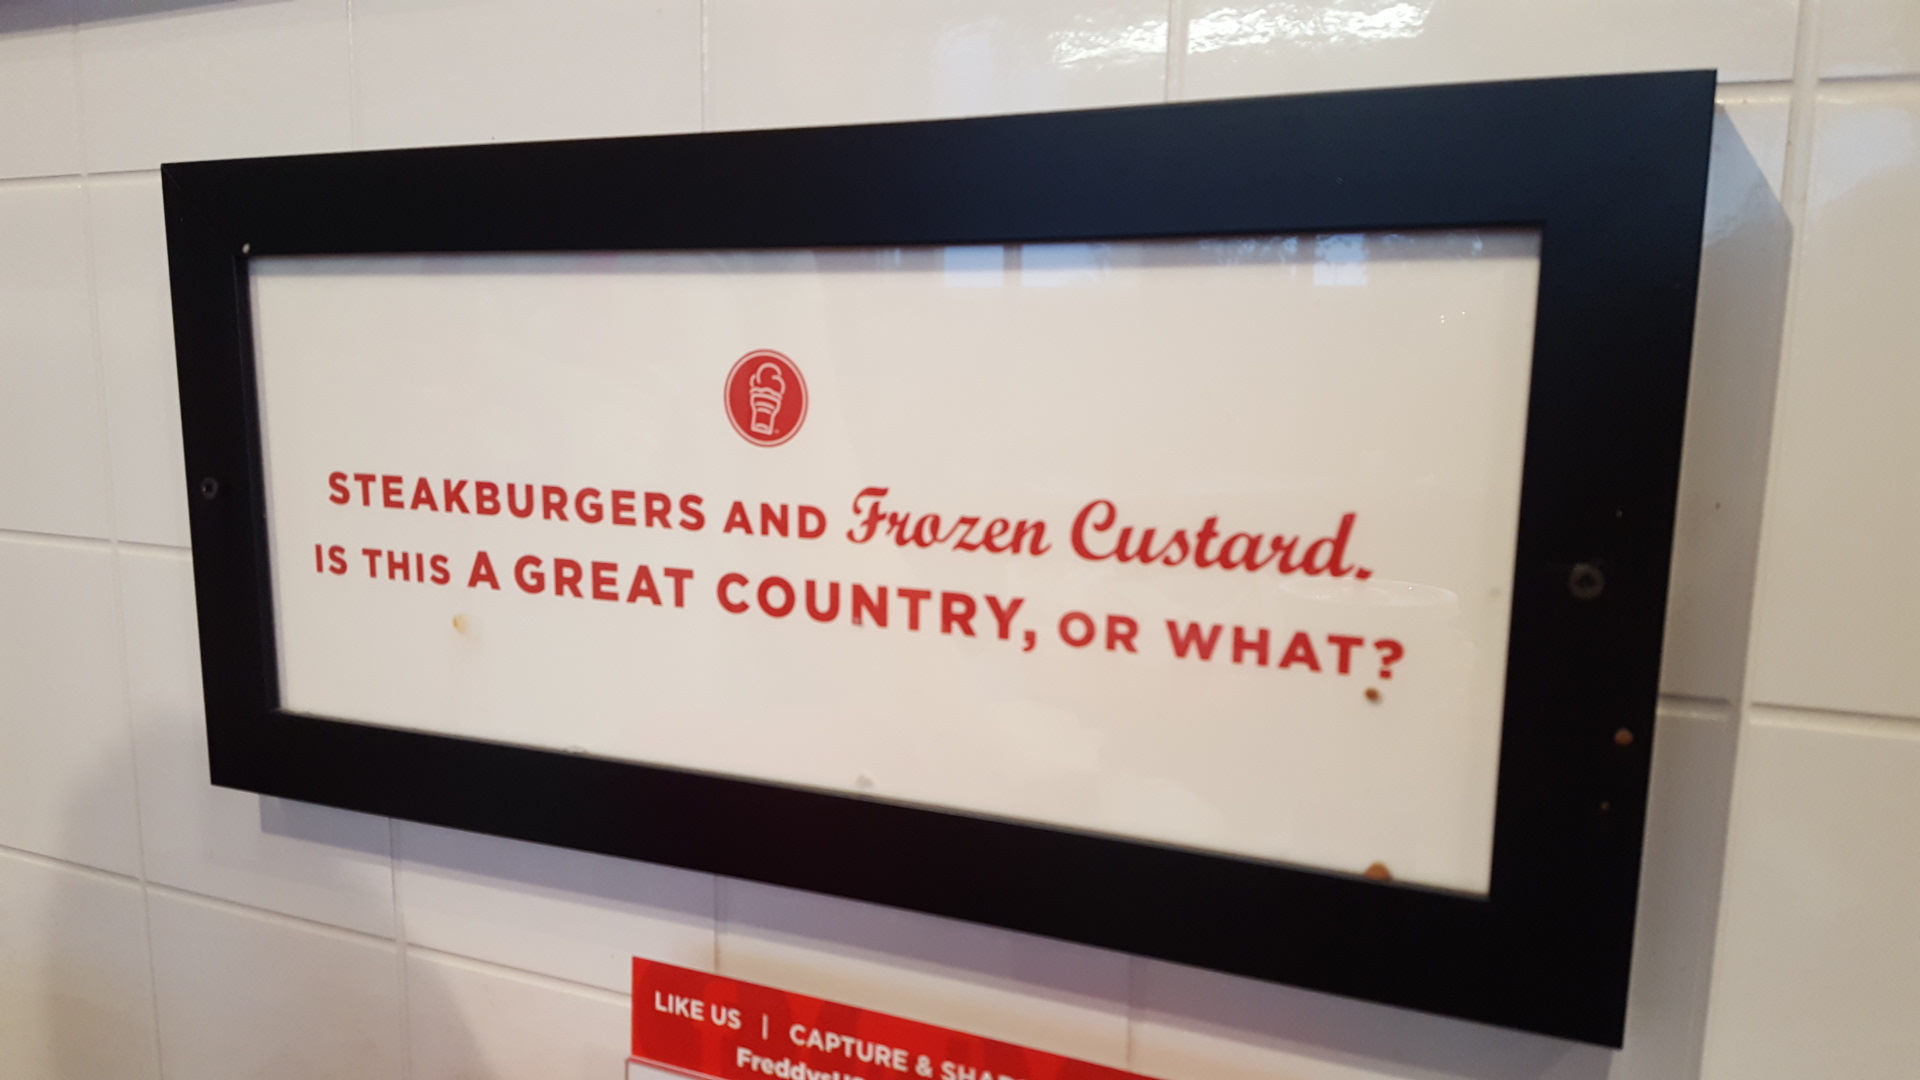 STEAKBURGERS AND Frozen Custard.
IS THIS A GREAT COUNTRY, OR WHAT?
LIKE US | CAPTURE &